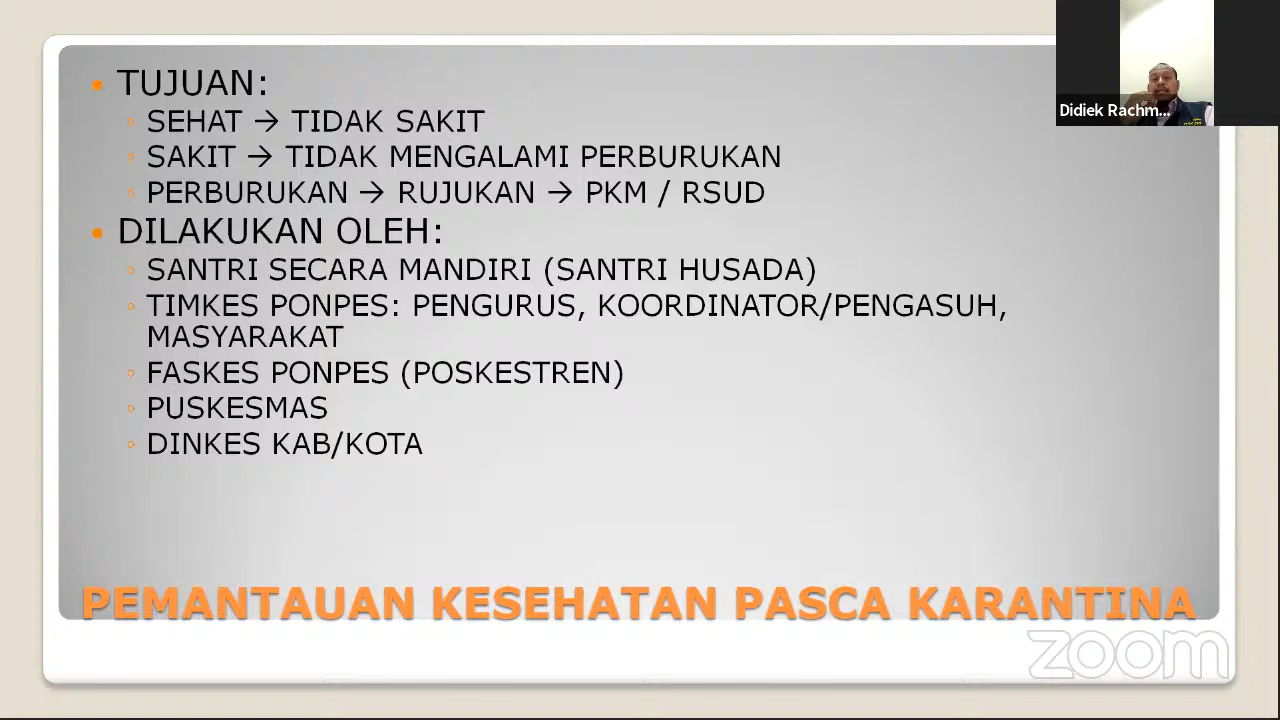 TUJUAN:
SEHAT → TIDAK SAKIT
SAKIT → TIDAK MENGALAMI PERBURUKAN
PERBURUKAN → RUJUKAN → PKM / RSUD
DILAKUKAN OLEH:
SANTRI SECARA MANDIRI (SANTRI HUSADA)
TIMKES PONPES: PENGURUS, KOORDINATOR/PENGASUH,
MASYARAKAT
FASKES PONPES (POSKESTREN)
PUSKESMAS
DINKES KAB/KOTA
PEMANTAUAN KESEHATAN PASCA KARANTINA
Didiek Rachm...
zoom